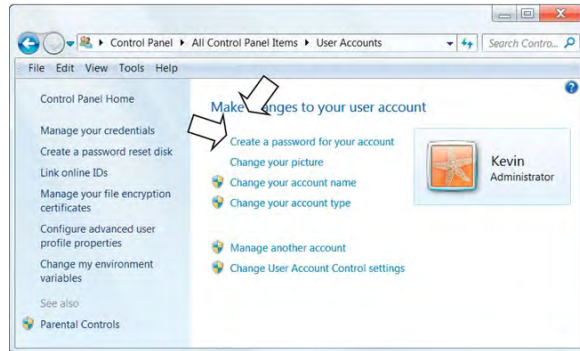 Control Panel ▸ All Control Panel Items ▸ User Accounts
Search Contro...
File Edit View Tools Help
Control Panel Home
Manage your credentials
Create a password reset disk
Link online IDs
Manage your file encryption
certificates
Configure advanced user
profile properties
Change my environment
variables
See also
Parental Controls
Make changes to your user account
Create a password for your account
Change your picture
Change your account name
Change your account type
Manage another account
Change User Account Control settings
Kevin
Administrator